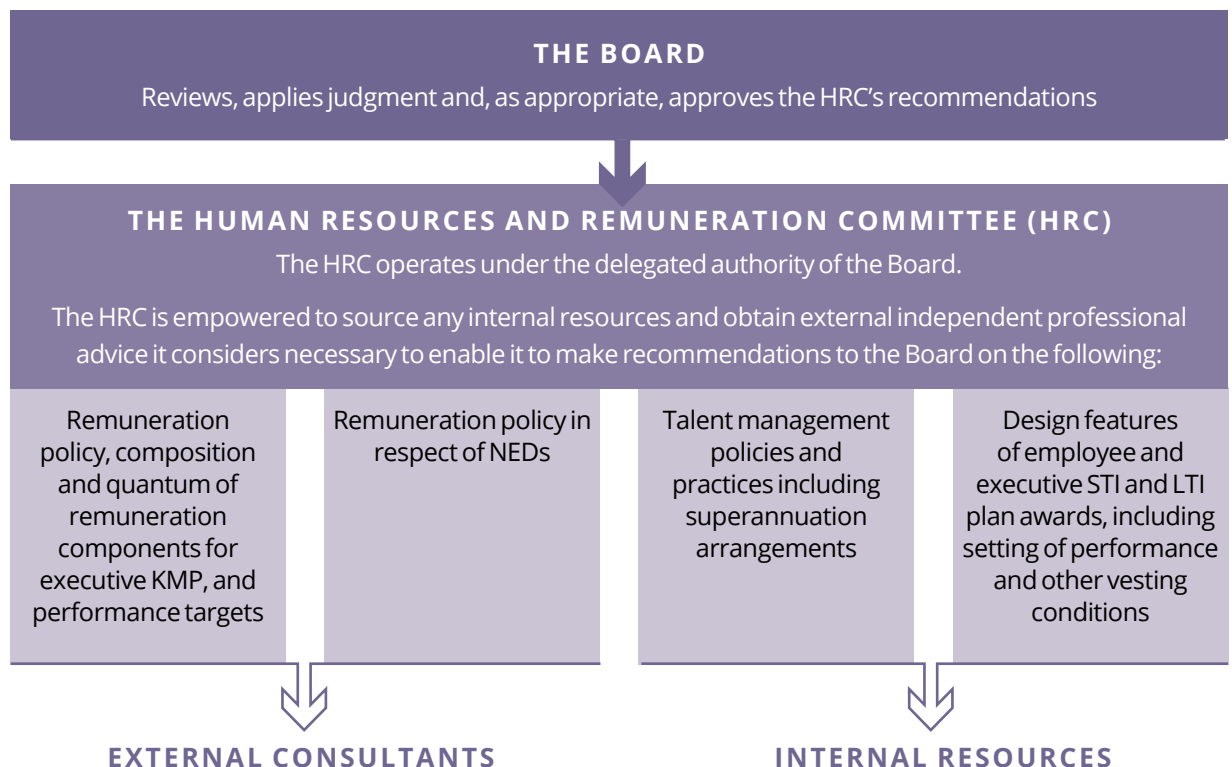 THE BOARD
Reviews, applies judgment and, as appropriate, approves the HRC’s recommendations
THE HUMAN RESOURCES AND REMUNERATION COMMITTEE (HRC)
The HRC operates under the delegated authority of the Board.
The HRC is empowered to source any internal resources and obtain external independent professional
advice it considers necessary to enable it to make recommendations to the Board on the following:
Remuneration
policy, composition
and quantum of
remuneration
components for
executive KMP, and
performance targets
Remuneration policy in
respect of NEDs
Talent management
policies and
practices including
superannuation
arrangements
Design features
of employee and
executive STI and LTI
plan awards, including
setting of performance
and other vesting
conditions
EXTERNAL CONSULTANTS
INTERNAL RESOURCES